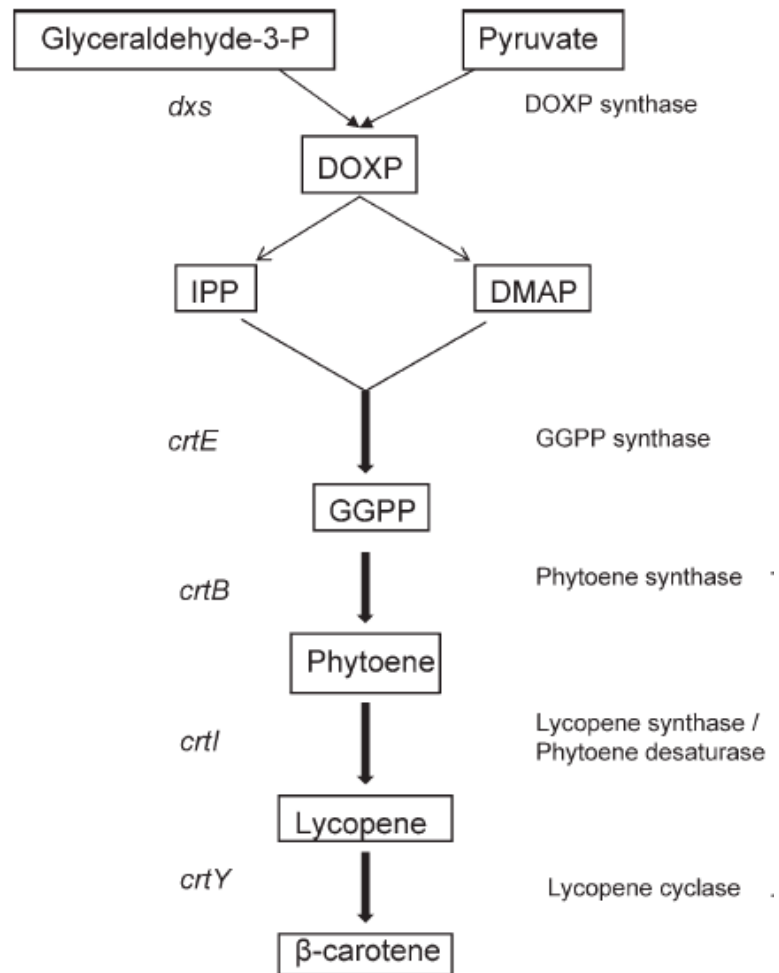 Glyceraldehyde-3-P
Pyruvate
dxs
DOXP synthase
DOXP
IPP
DMAP
crtE
GGPP synthase
GGPP
crtB
Phytoene synthase
Phytoene
crtI
Lycopene synthase /
Phytoene desaturase
Lycopene
crtY
Lycopene cyclase
β-carotene